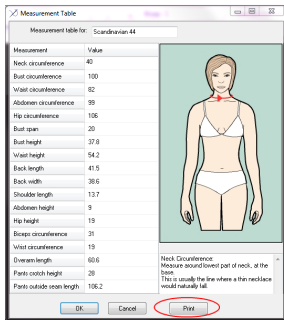 Measurement Table
Measurement table for: Scandinavian 44
Measurement Value
Neck circumference 40
Bust circumference 100
Waist circumference 82
Abdomen circumference 99
Hip circumference 106
Bust span 20
Bust height 37.8
Waist height 54.2
Back length 41.5
Back width 38.6
Shoulder length 13.7
Abdomen height 9
Hip height 19
Biceps circumference 31
Wrist circumference 19
Overarm length 60.6
Pants crotch height 28
Pants outside seam length 106.2
Neck Circumference:
Measure around lowest part of neck, at the
base.
This is usually the line where a thin necklace
would naturally fall.
OK Cancel Print